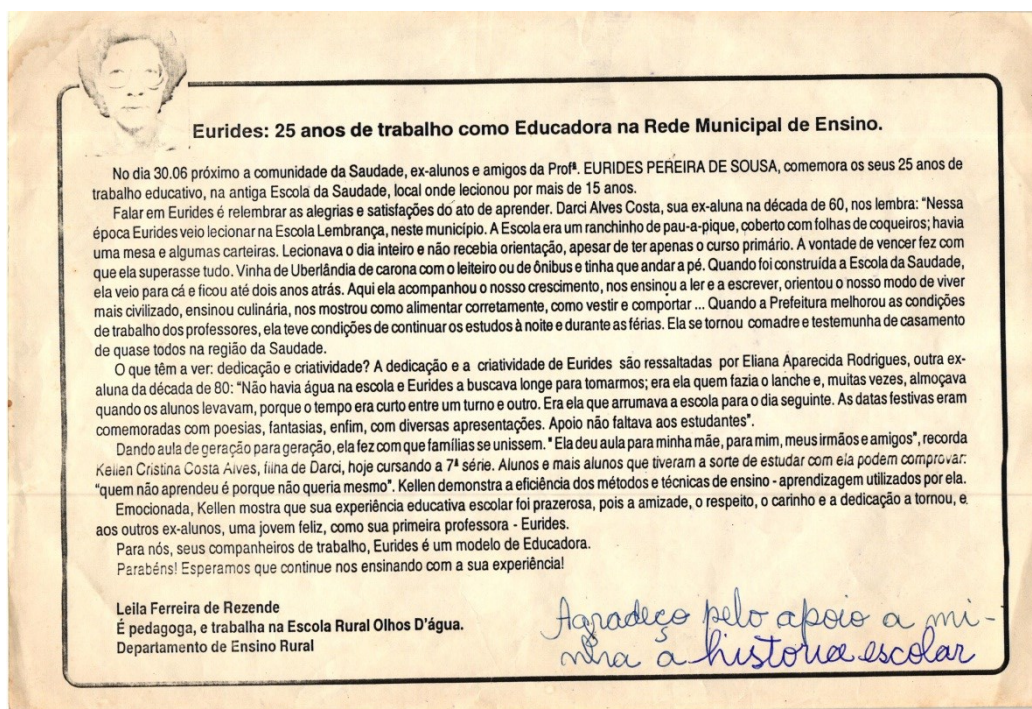 Eurides: 25 anos de trabalho como Educadora na Rede Municipal de Ensino.
No dia 30.06 próximo a comunidade da Saudade, ex-alunos e amigos da Profª. EURIDES PEREIRA DE SOUSA, comemora os seus 25 anos de
trabalho educativo, na antiga Escola da Saudade, local onde lecionou por mais de 15 anos.
Falar em Eurides é relembrar as alegrias e satisfações do ato de aprender. Darci Alves Costa, sua ex-aluna na década de 60, nos lembra: “Nessa
época Eurides veio lecionar na Escola Lembrança, neste município. A Escola era um ranchinho de pau-a-pique, coberto com folhas de coqueiros; havia
uma mesa e algumas carteiras. Lecionava o dia inteiro e não recebia orientação, apesar de ter apenas o curso primário. A vontade de vencer fez com
que ela superasse tudo. Vinha de Uberlândia de carona com o leiteiro ou de ônibus e tinha que andar a pé. Quando foi construída a Escola da Saudade,
ela veio para cá e ficou até dois anos atrás. Aqui ela acompanhou o nosso crescimento, nos ensinou a ler e a escrever, orientou o nosso modo de viver
mais civilizado, ensinou culinária, nos mostrou como alimentar corretamente, como vestir e comportar ... Quando a Prefeitura melhorou as condições
de trabalho dos professores, ela teve condições de continuar os estudos à noite e durante as férias. Ela se tornou comadre e testemunha de casamento
de quase todos na região da Saudade.
O que têm a ver: dedicação e criatividade? A dedicação e a criatividade de Eurides são ressaltadas por Eliana Aparecida Rodrigues, outra ex-
aluna da década de 80: “Não havia água na escola e Eurides a buscava longe para tomarmos; era ela quem fazia o lanche e, muitas vezes, almoçava
quando os alunos levavam, porque o tempo era curto entre um turno e outro. Era ela que arrumava a escola para o dia seguinte. As datas festivas eram
comemoradas com poesias, fantasias, enfim, com diversas apresentações. Apoio não faltava aos estudantes”.
Dando aula de geração para geração, ela fez com que famílias se unissem. “Ela deu aula para minha mãe, para mim, meus irmãos e amigos”, recorda
Kellen Cristina Costa Alves, filha de Darci, hoje cursando a 7ª série. Alunos e mais alunos que tiveram a sorte de estudar com ela podem comprovar:
“quem não aprendeu é porque não queria mesmo”. Kellen demonstra a eficiência dos métodos e técnicas de ensino - aprendizagem utilizados por ela.
Emocionada, Kellen mostra que sua experiência educativa escolar foi prazerosa, pois a amizade, o respeito, o carinho e a dedicação a tornou, e
aos outros ex-alunos, uma jovem feliz, como sua primeira professora - Eurides.
Para nós, seus companheiros de trabalho, Eurides é um modelo de Educadora.
Parabéns! Esperamos que continue nos ensinando com a sua experiência!
Leila Ferreira de Rezende
É pedagoga, e trabalha na Escola Rural Olhos D'água.
Departamento de Ensino Rural
Agradeço pelo apoio a mi-
nha a história escolar